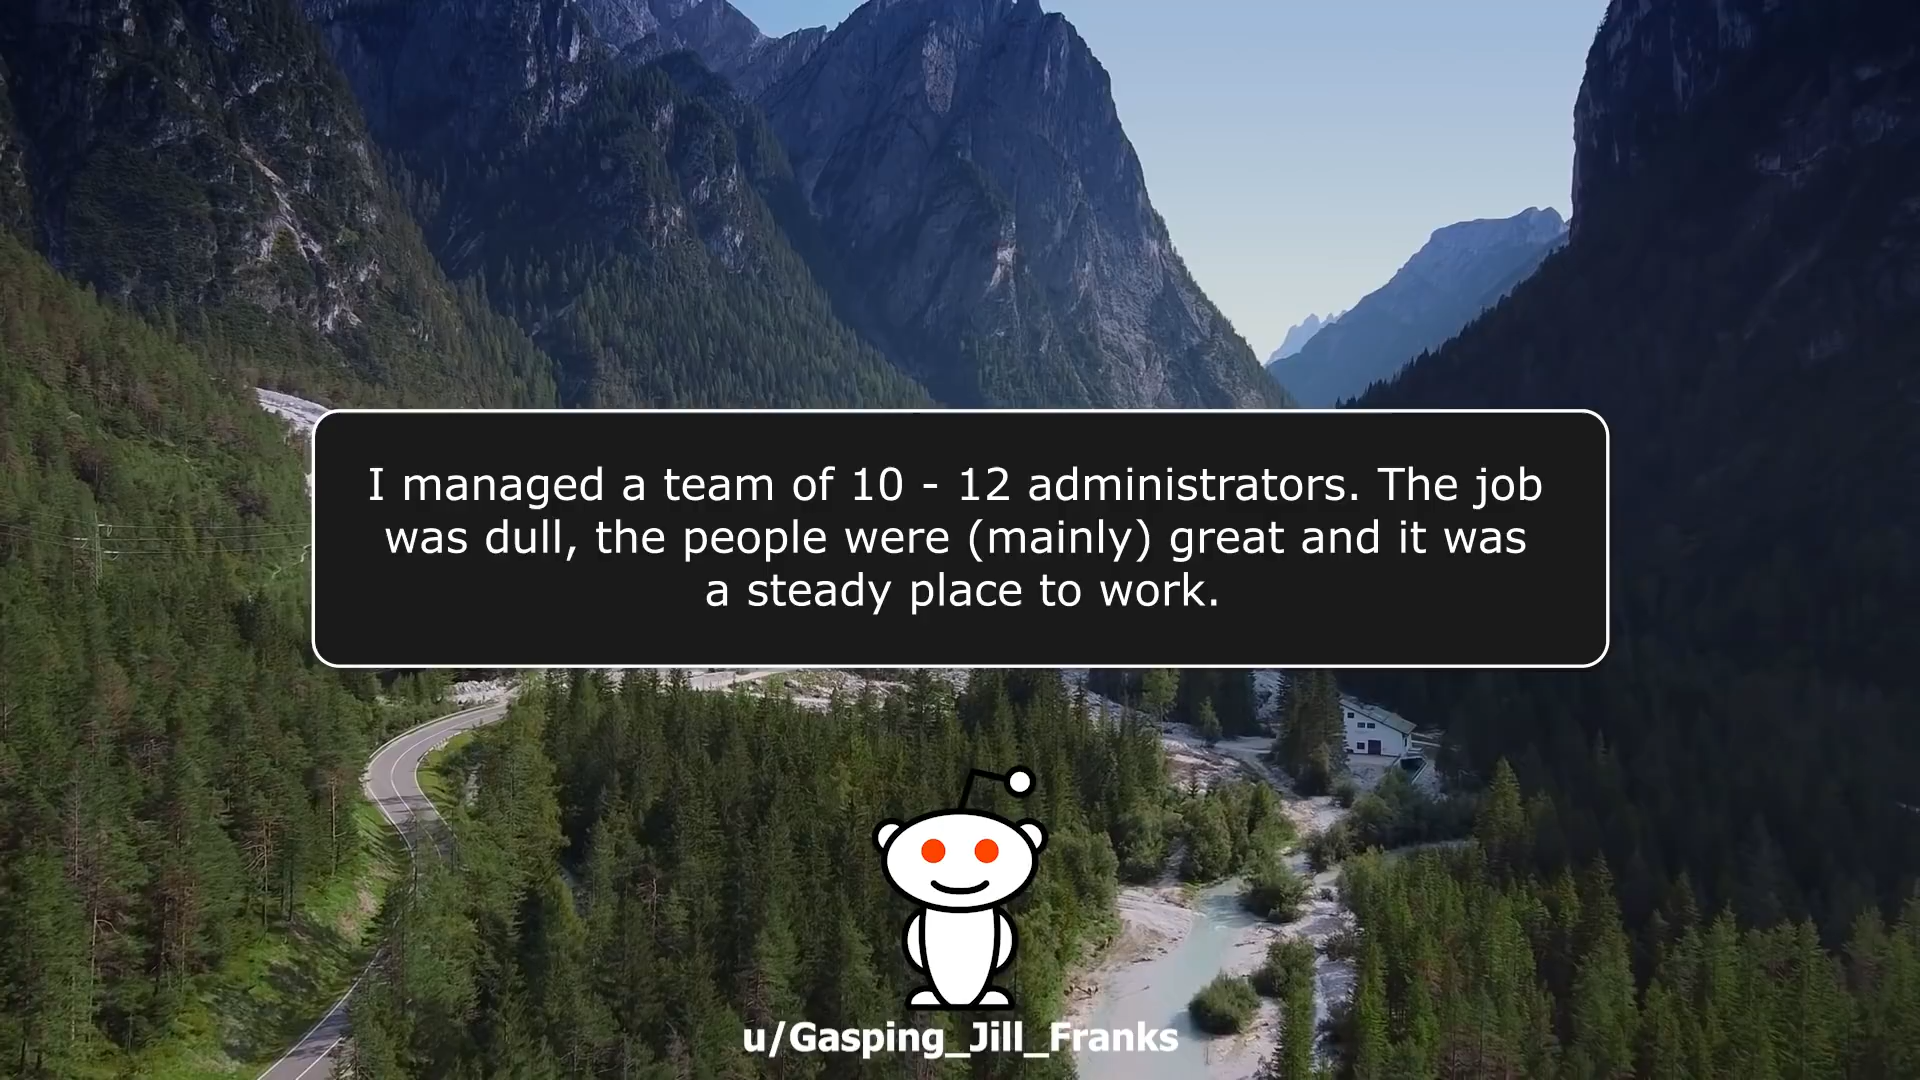 I managed a team of 10 - 12 administrators. The job
was dull, the people were (mainly) great and it was
a steady place to work.
u/Gasping_Jill_Franks